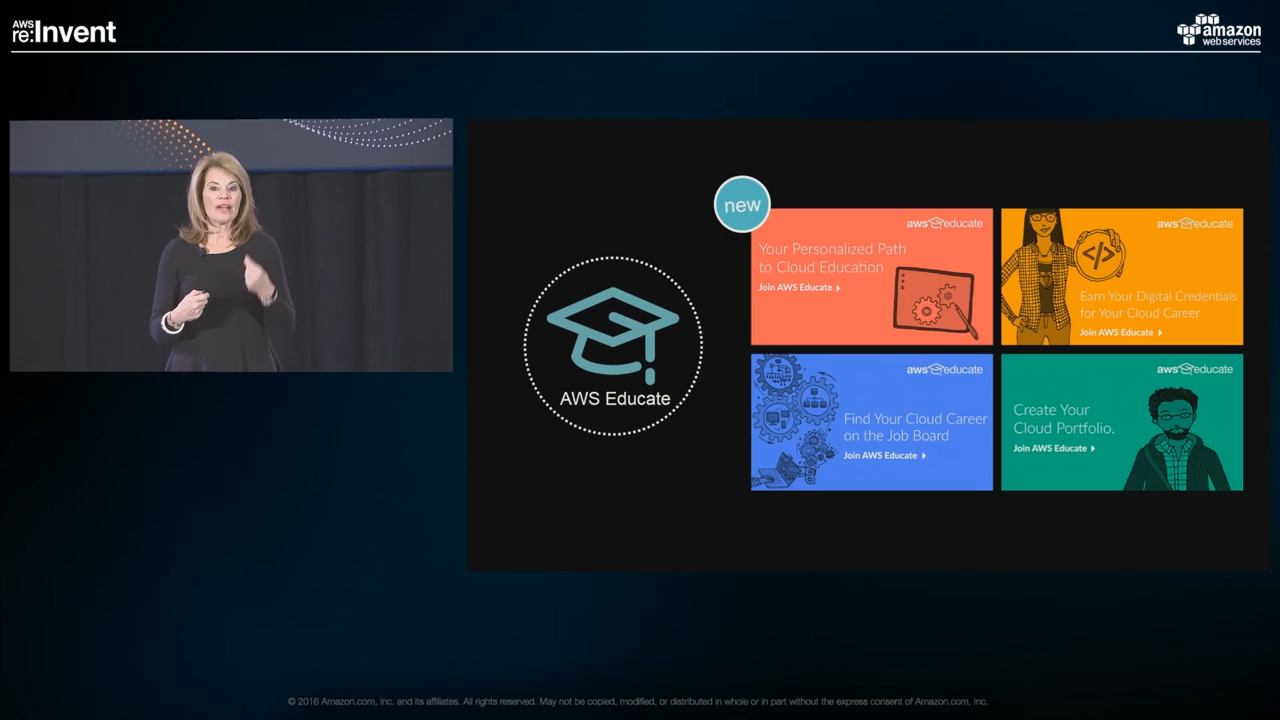 AWS
re:Invent
amazon
web services
new
AWS Educate
aws educate
Your Personalized Path
to Cloud Education
Join AWS Educate
aws educate
Earn Your Digital Credentials
for Your Cloud Career
Join AWS Educate
</>
aws educate
Find Your Cloud Career
on the Job Board
Join AWS Educate
aws educate
Create Your
Cloud Portfolio.
Join AWS Educate
© 2016 Amazon.com, Inc. and its affiliates. All rights reserved. May not be copied, modified, or distributed in whole or in part without the express consent of Amazon.com, Inc.